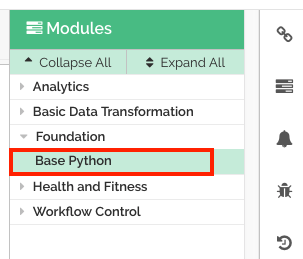 Modules
Collapse All Expand All
Analytics
Basic Data Transformation
Foundation
Base Python
Health and Fitness
Workflow Control